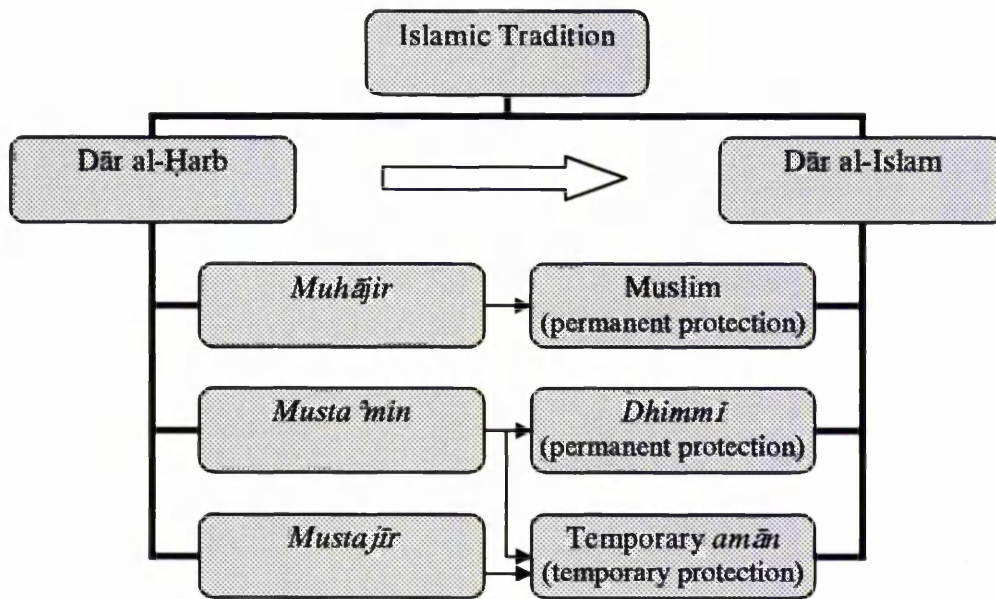 Islamic Tradition
Dār al-Ḥarb
Dār al-Islam
Muhājir
Muslim
(permanent protection)
Musta ʾmin
Dhimmī
(permanent protection)
Mustajīr
Temporary amān
(temporary protection)